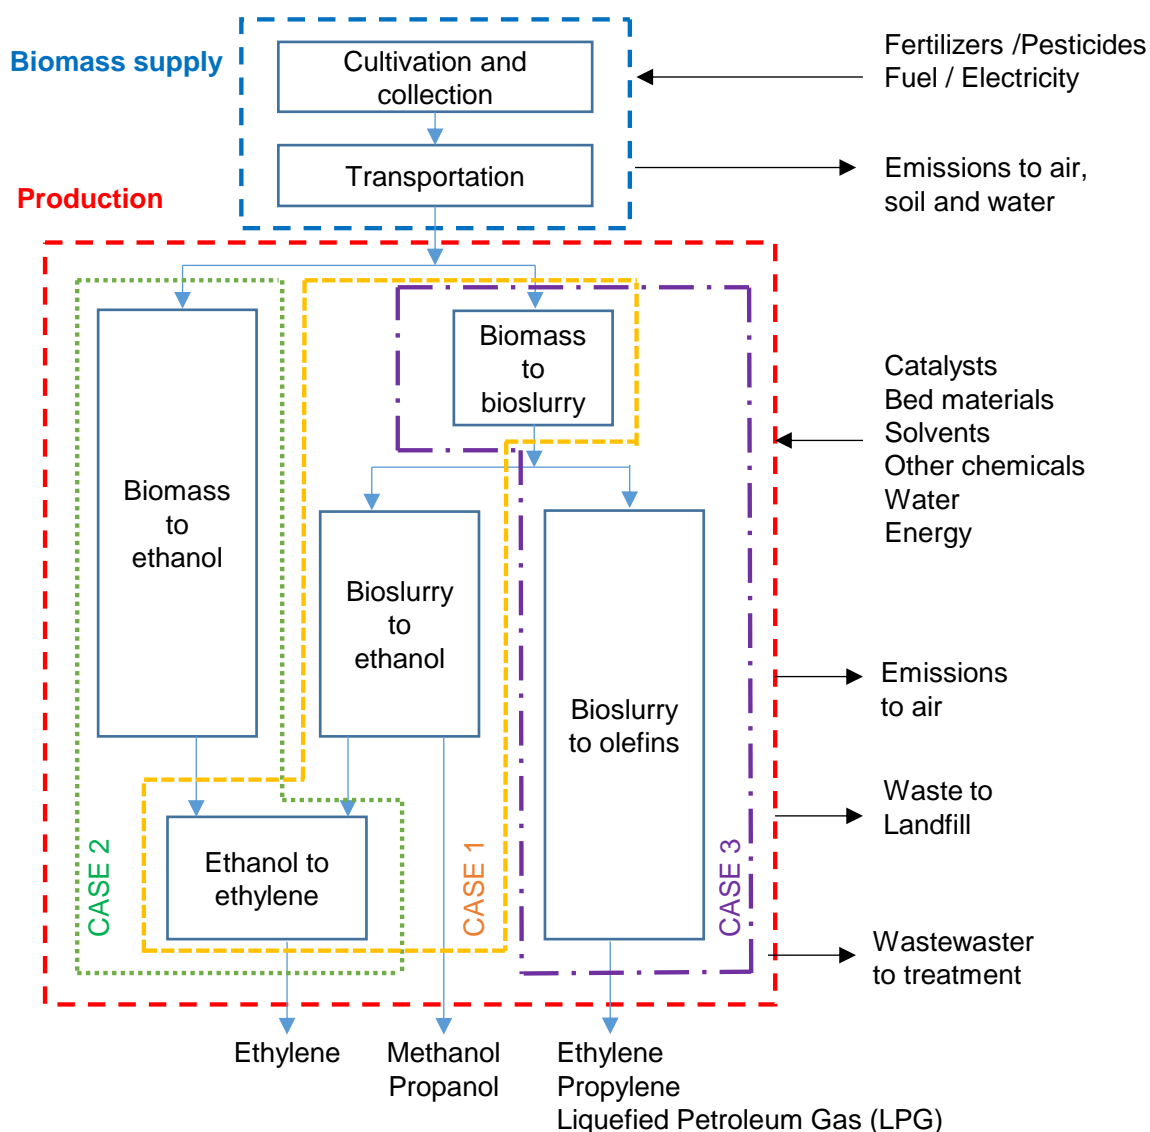 Biomass supply
Cultivation and
collection
Fertilizers /Pesticides
Fuel / Electricity
Transportation
Emissions to air,
soil and water
Production
Biomass
to
ethanol
Biomass
to
bioslurry
Catalysts
Bed materials
Solvents
Other chemicals
Water
Energy
Bioslurry
to
ethanol
Bioslurry
to olefins
Emissions
to air
Waste to
Landfill
Ethanol to
ethylene
CASE 2
CASE 1
CASE 3
Wastewaster
to treatment
Ethylene
Methanol
Propanol
Ethylene
Propylene
Liquefied Petroleum Gas (LPG)